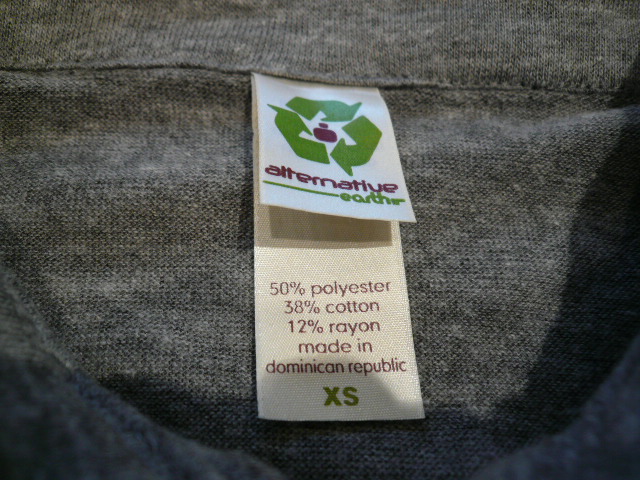 alternative
earth
50% polyester
38% cotton
12% rayon
made in
dominican republic
XS